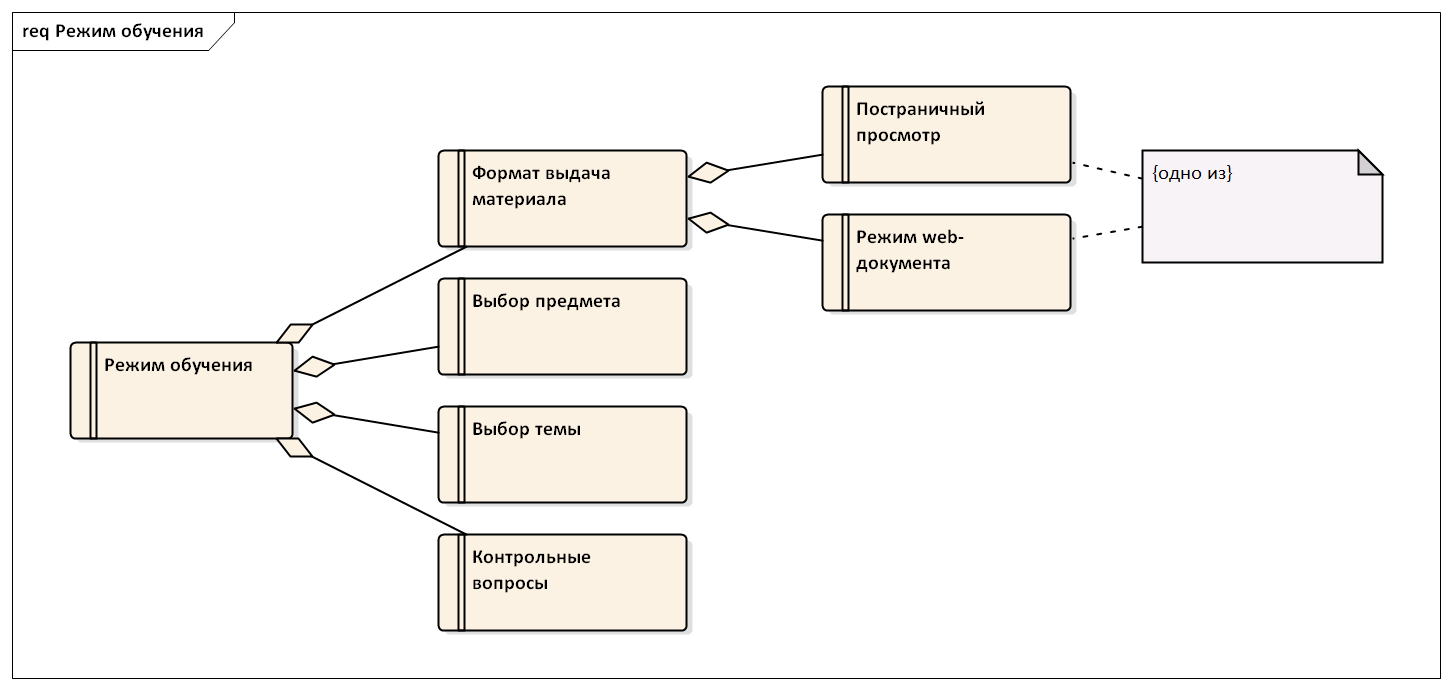 req Режим обучения
Постраничный
просмотр
Формат выдача
материала
{одно из}
Режим web-
документа
Выбор предмета
Режим обучения
Выбор темы
Контрольные
вопросы